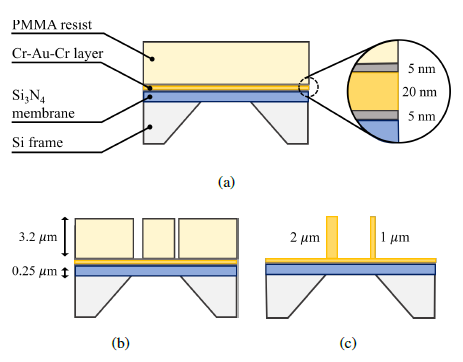 PMMA resist
Cr-Au-Cr layer
Si₃N₄
membrane
Si frame
5 nm
20 nm
5 nm
(a)
3.2 μm
0.25 μm
2 μm
1 μm
(b)
(c)